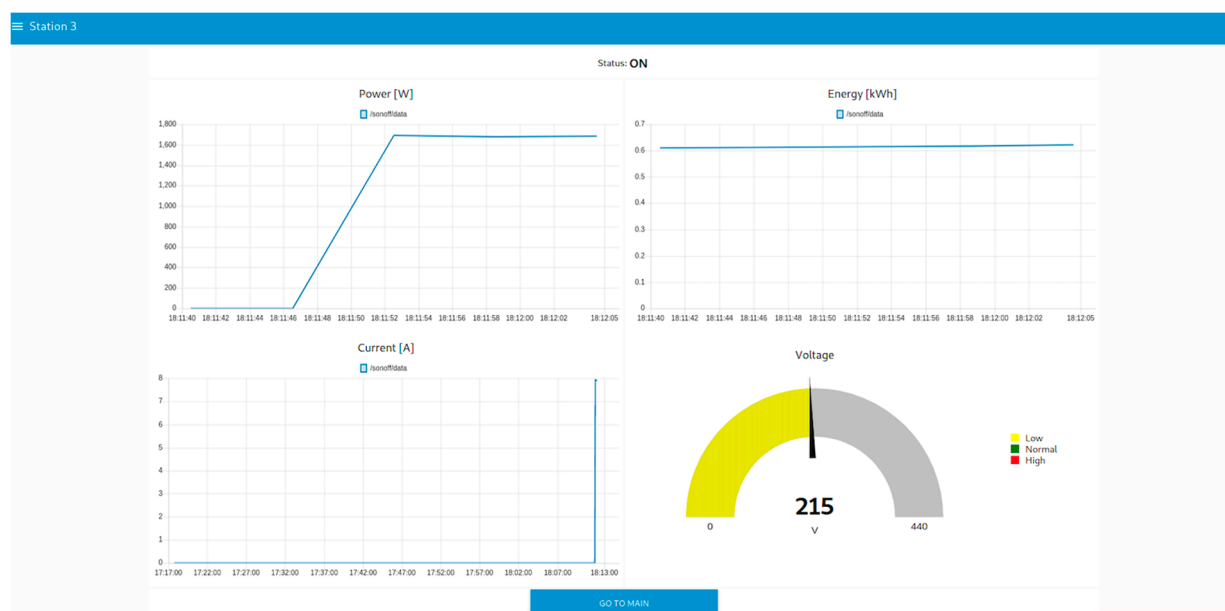 Station 3
Status: ON
Power [W]
/sonoff/data
1,800
1,600
1,400
1,200
1,000
800
600
400
200
0
18:11:40 18:11:42 18:11:44 18:11:46 18:11:48 18:11:50 18:11:52 18:11:54 18:11:56 18:11:58 18:12:00 18:12:02 18:12:05
Energy [kWh]
/sonoff/data
0.7
0.6
0.5
0.4
0.3
0.2
0.1
0
18:11:40 18:11:42 18:11:44 18:11:46 18:11:48 18:11:50 18:11:52 18:11:54 18:11:56 18:11:58 18:12:00 18:12:02 18:12:05
Current [A]
/sonoff/data
8
7
6
5
4
3
2
1
0
17:17:00 17:22:00 17:27:00 17:32:00 17:37:00 17:42:00 17:47:00 17:52:00 17:57:00 18:02:00 18:07:00 18:13:00
Voltage
Low
Normal
High
215
0 440
V
GO TO MAIN